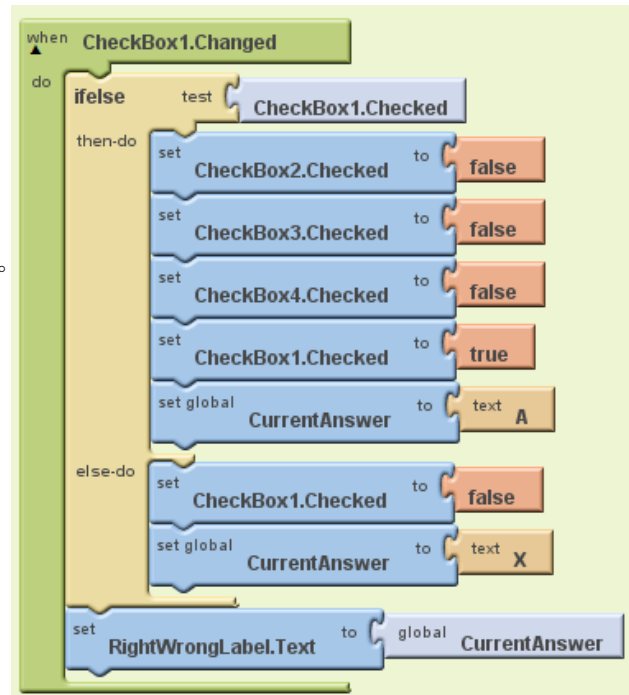 when CheckBox1.Changed
do
ifelse test CheckBox1.Checked
then-do
set CheckBox2.Checked to false
set CheckBox3.Checked to false
set CheckBox4.Checked to false
set CheckBox1.Checked to true
set global CurrentAnswer to text A
else-do
set CheckBox1.Checked to false
set global CurrentAnswer to text X
set RightWrongLabel.Text to global CurrentAnswer